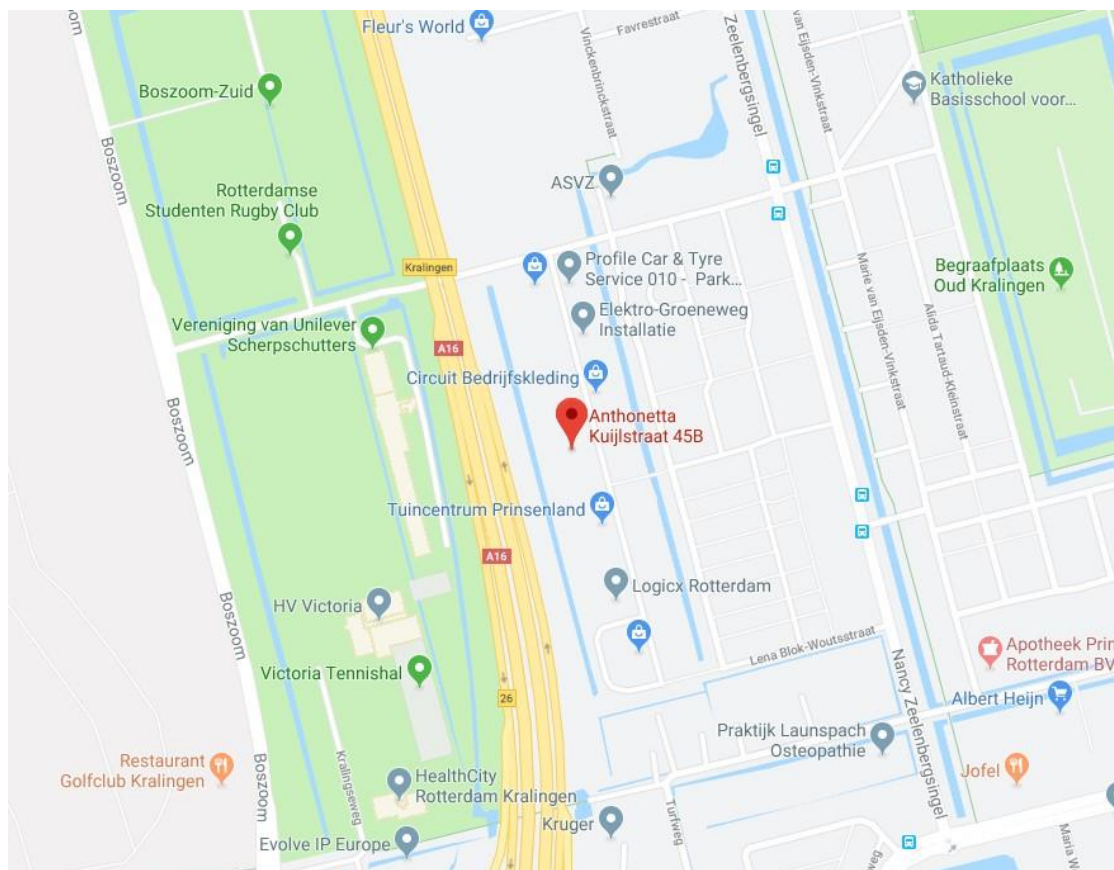 Fleur's World
Favrestraat
Vinckenbrinckstraat
Zeelenbergsingel
Marie van Eijsden-Vinkstraat
Katholieke
Basisschool voor...
Boszoom-Zuid
Boszoom
ASVZ
Rotterdamse
Studenten Rugby Club
Kralingen
Profile Car & Tyre
Service 010 - Park...
Begraafplaats
Oud Kralingen
Elektro-Groeneweg
Installatie
Vereniging van Unilever
Scherpschutters
A16
Marie van Eijsden-Vinkstraat
Alida Tartaud-Kleinstraat
Circuit Bedrijfskleding
Boszoom
Anthonetta
Kuijlstraat 45B
Tuincentrum Prinsenland
A16
Logicx Rotterdam
HV Victoria
Boszoom
Lena Blok-Woutsstraat
Apotheek Prin
Rotterdam BV
Victoria Tennishal
26
Nancy Zeelenbergsingel
Albert Heijn
Praktijk Launspach
Osteopathie
Restaurant
Golfclub Kralingen
Boszoom
Kralingseweg
Jofel
HealthCity
Rotterdam Kralingen
Turfweg
Kruger
Evolve IP Europe
weg
Maria W